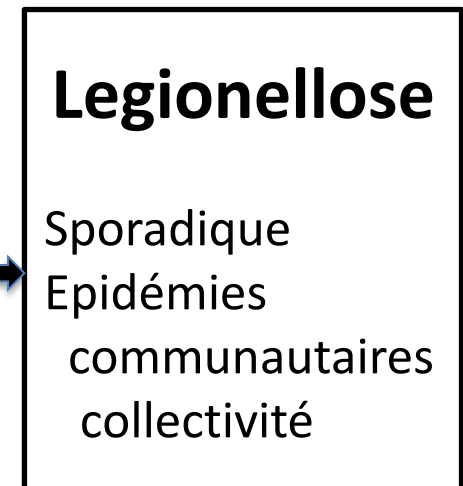 Legionellose
Sporadique
Epidémies
communautaires
collectivité